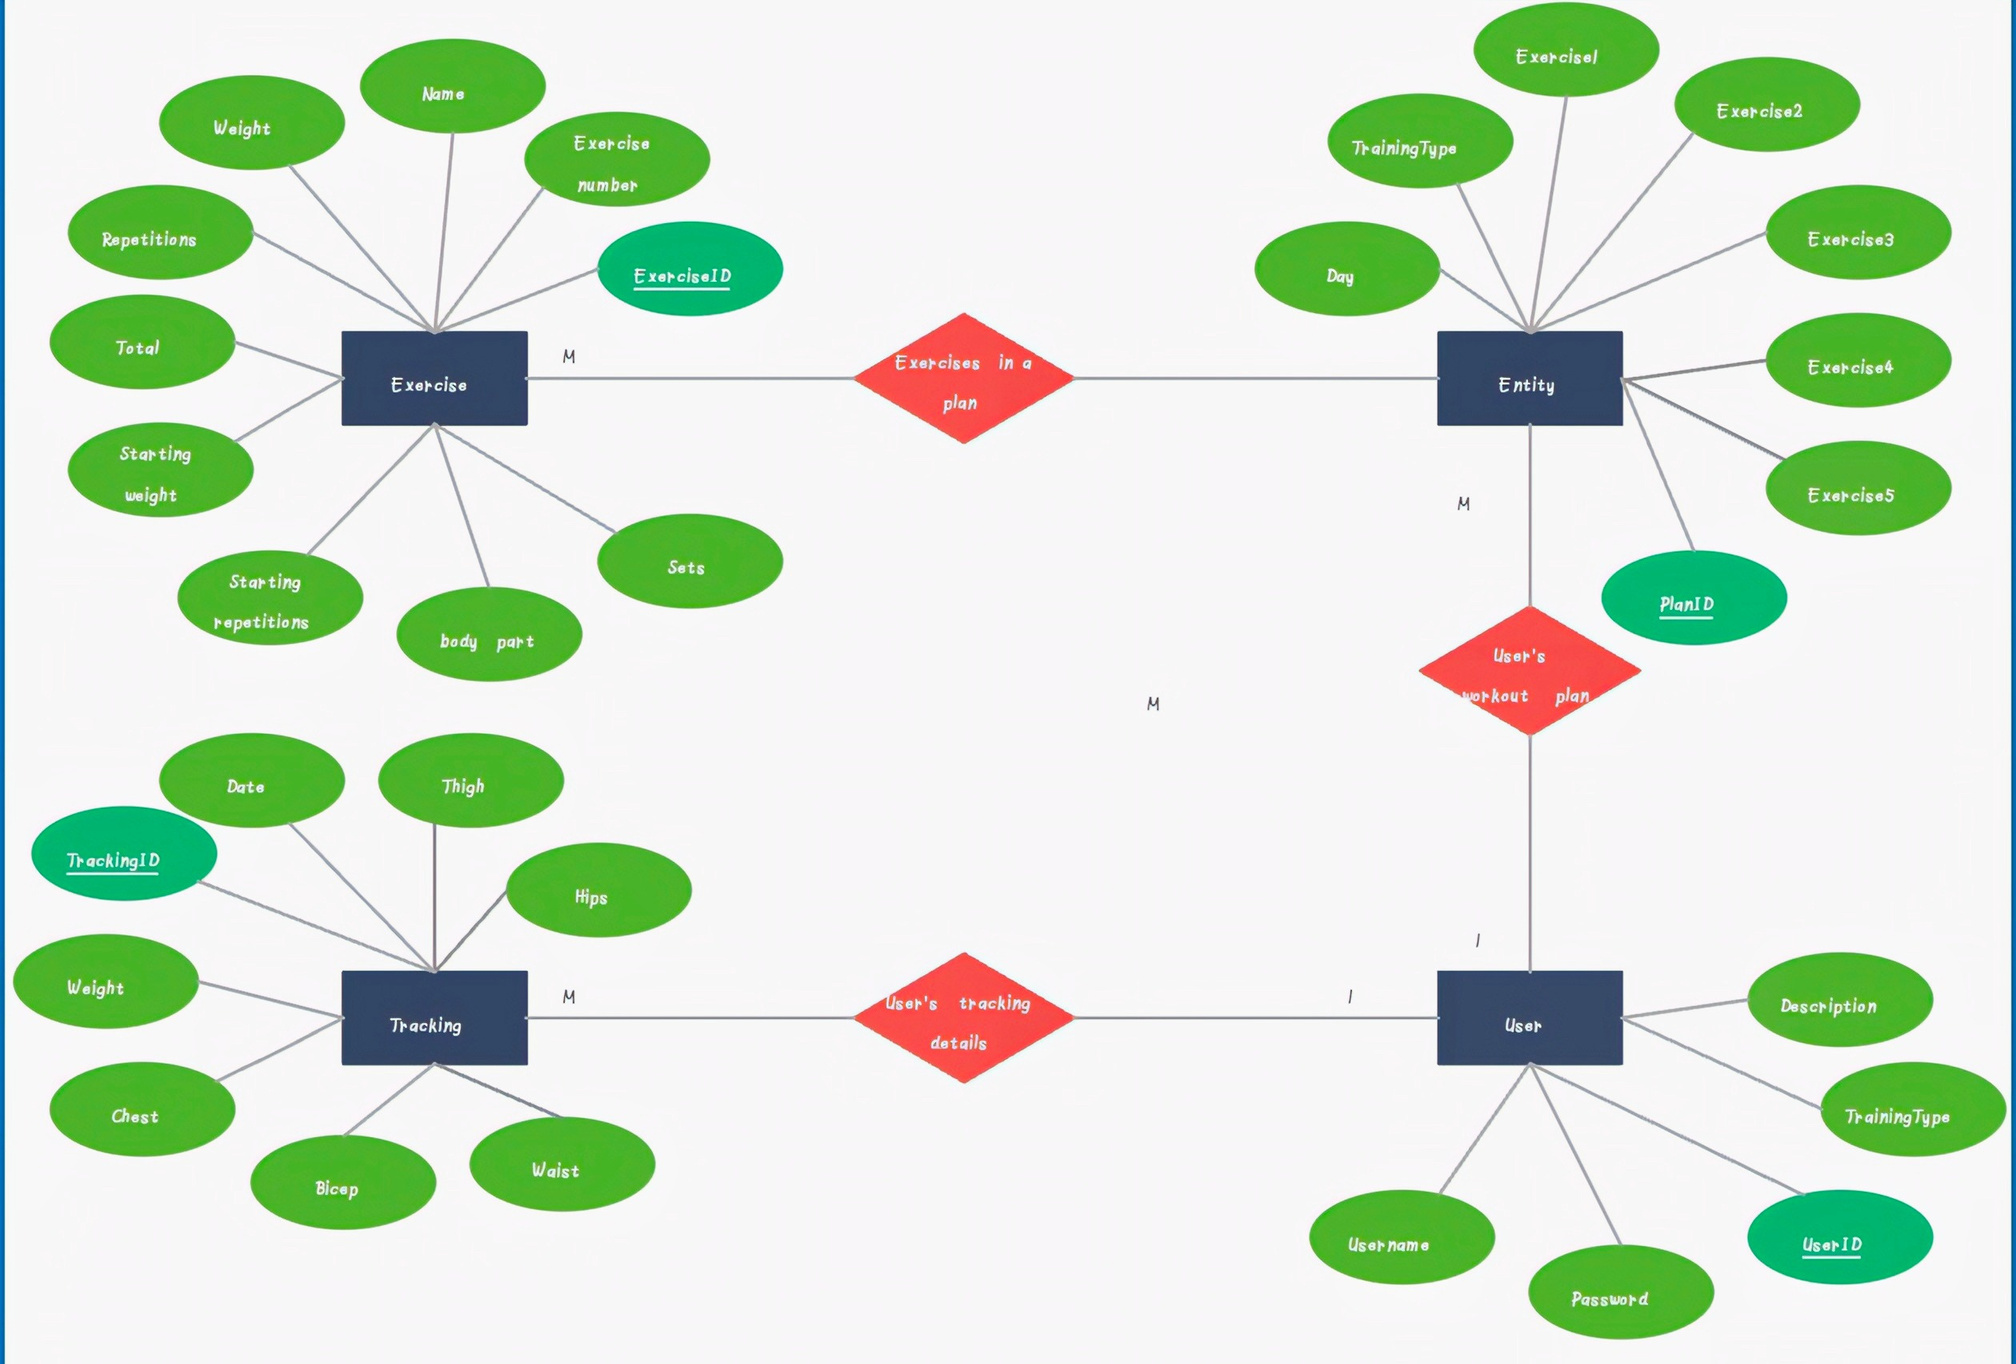 Exercise1
Name
Exercise2
Weight
Exercise
number
TrainingType
Repetitions
Exercise3
ExerciseID
Day
Total
M
Exercises in a
plan
Exercise4
Exercise
Entity
Starting
weight
Exercise5
M
Sets
Starting
repetitions
PlanID
body part
User's
workout plan
M
Date
Thigh
TrackingID
Hips
1
Weight
M
User's tracking
details
1
Description
Tracking
User
Chest
TrainingType
Waist
Bicep
Username
UserID
Password